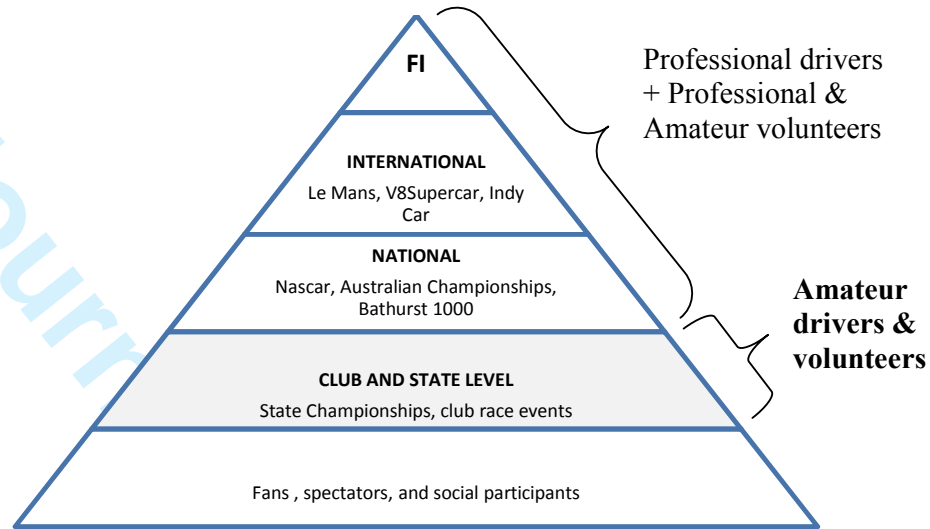 FI
Professional drivers
+ Professional &
Amateur volunteers
INTERNATIONAL
Le Mans, V8Supercar, Indy
Car
NATIONAL
Nascar, Australian Championships,
Bathurst 1000
Amateur
drivers &
volunteers
CLUB AND STATE LEVEL
State Championships, club race events
Fans , spectators, and social participants